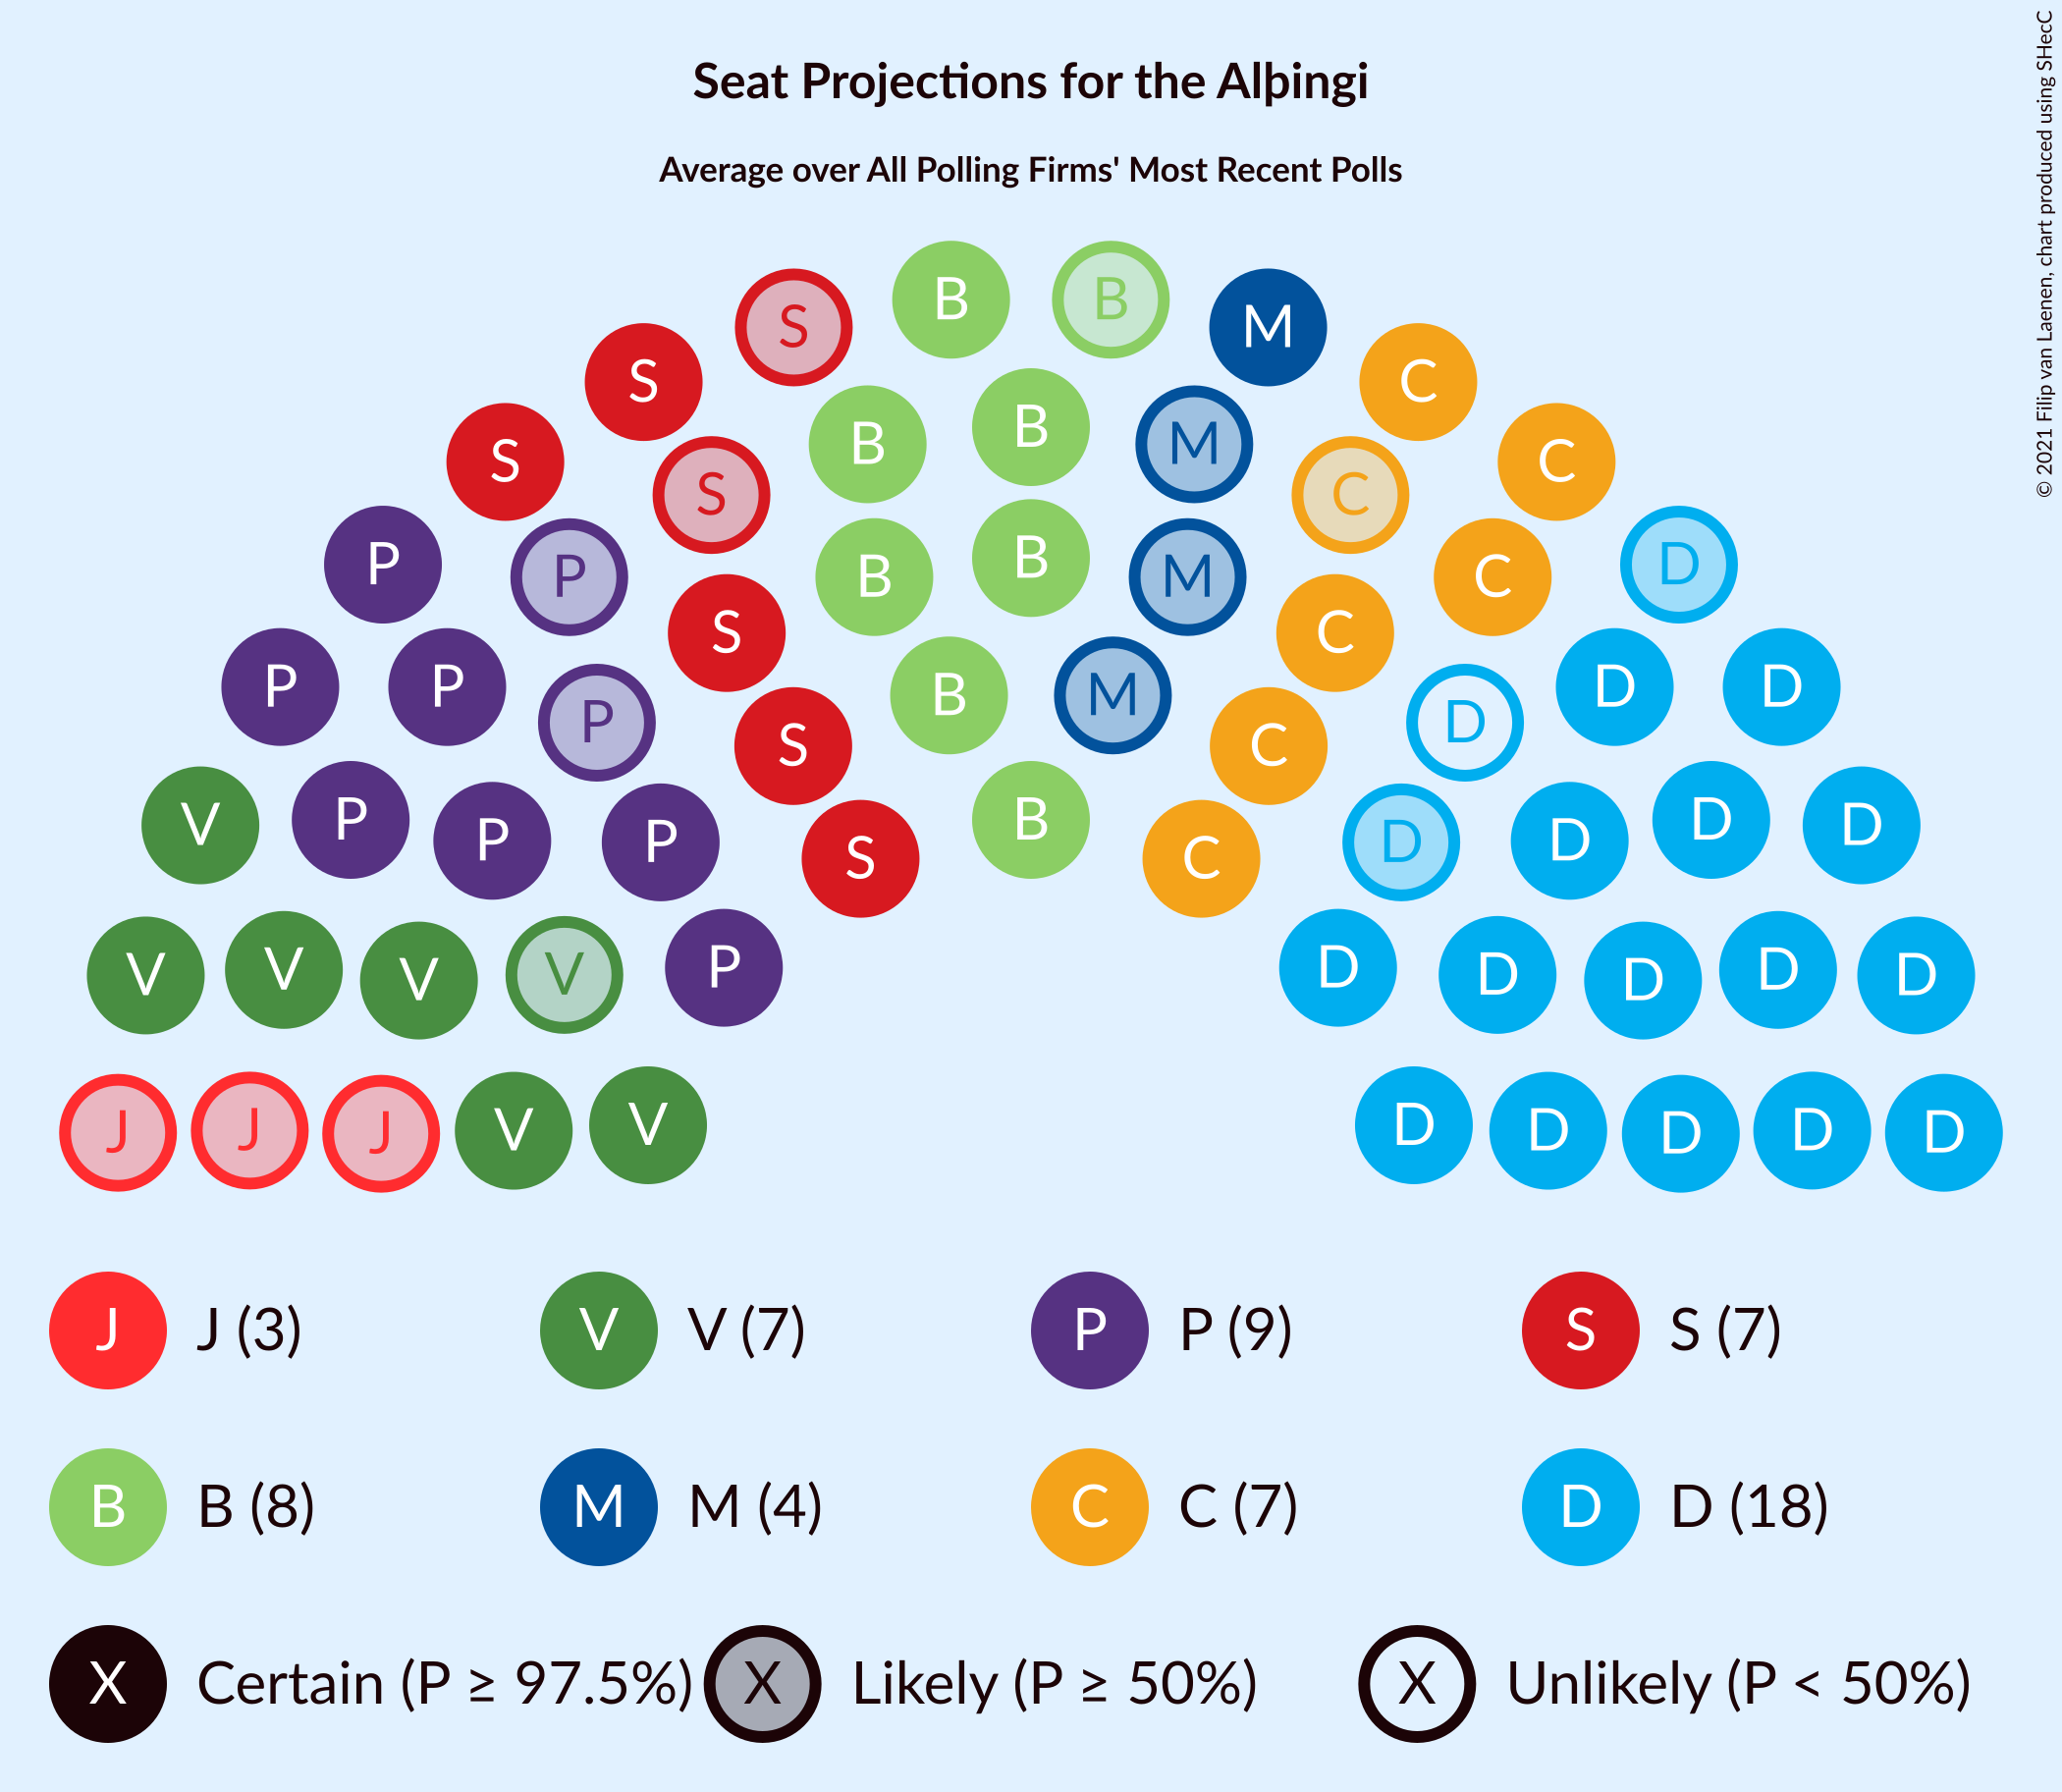 Seat Projections for the Alþingi
Average over All Polling Firms' Most Recent Polls
© 2021 Filip van Laenen, chart produced using SHecC
B B
S M
S C
B
B M
S C
S C
B
P D
P B M C
S C
P P D D
B M
P D
S C
V P B D D
P P D D
S C
P D
V V V V D D D D
J J J V V D D D D D
J J (3) V V (7) P P (9) S S (7)
B B (8) M M (4) C C (7) D D (18)
X Certain (P ≥ 97.5%) X Likely (P ≥ 50%) X Unlikely (P < 50%)